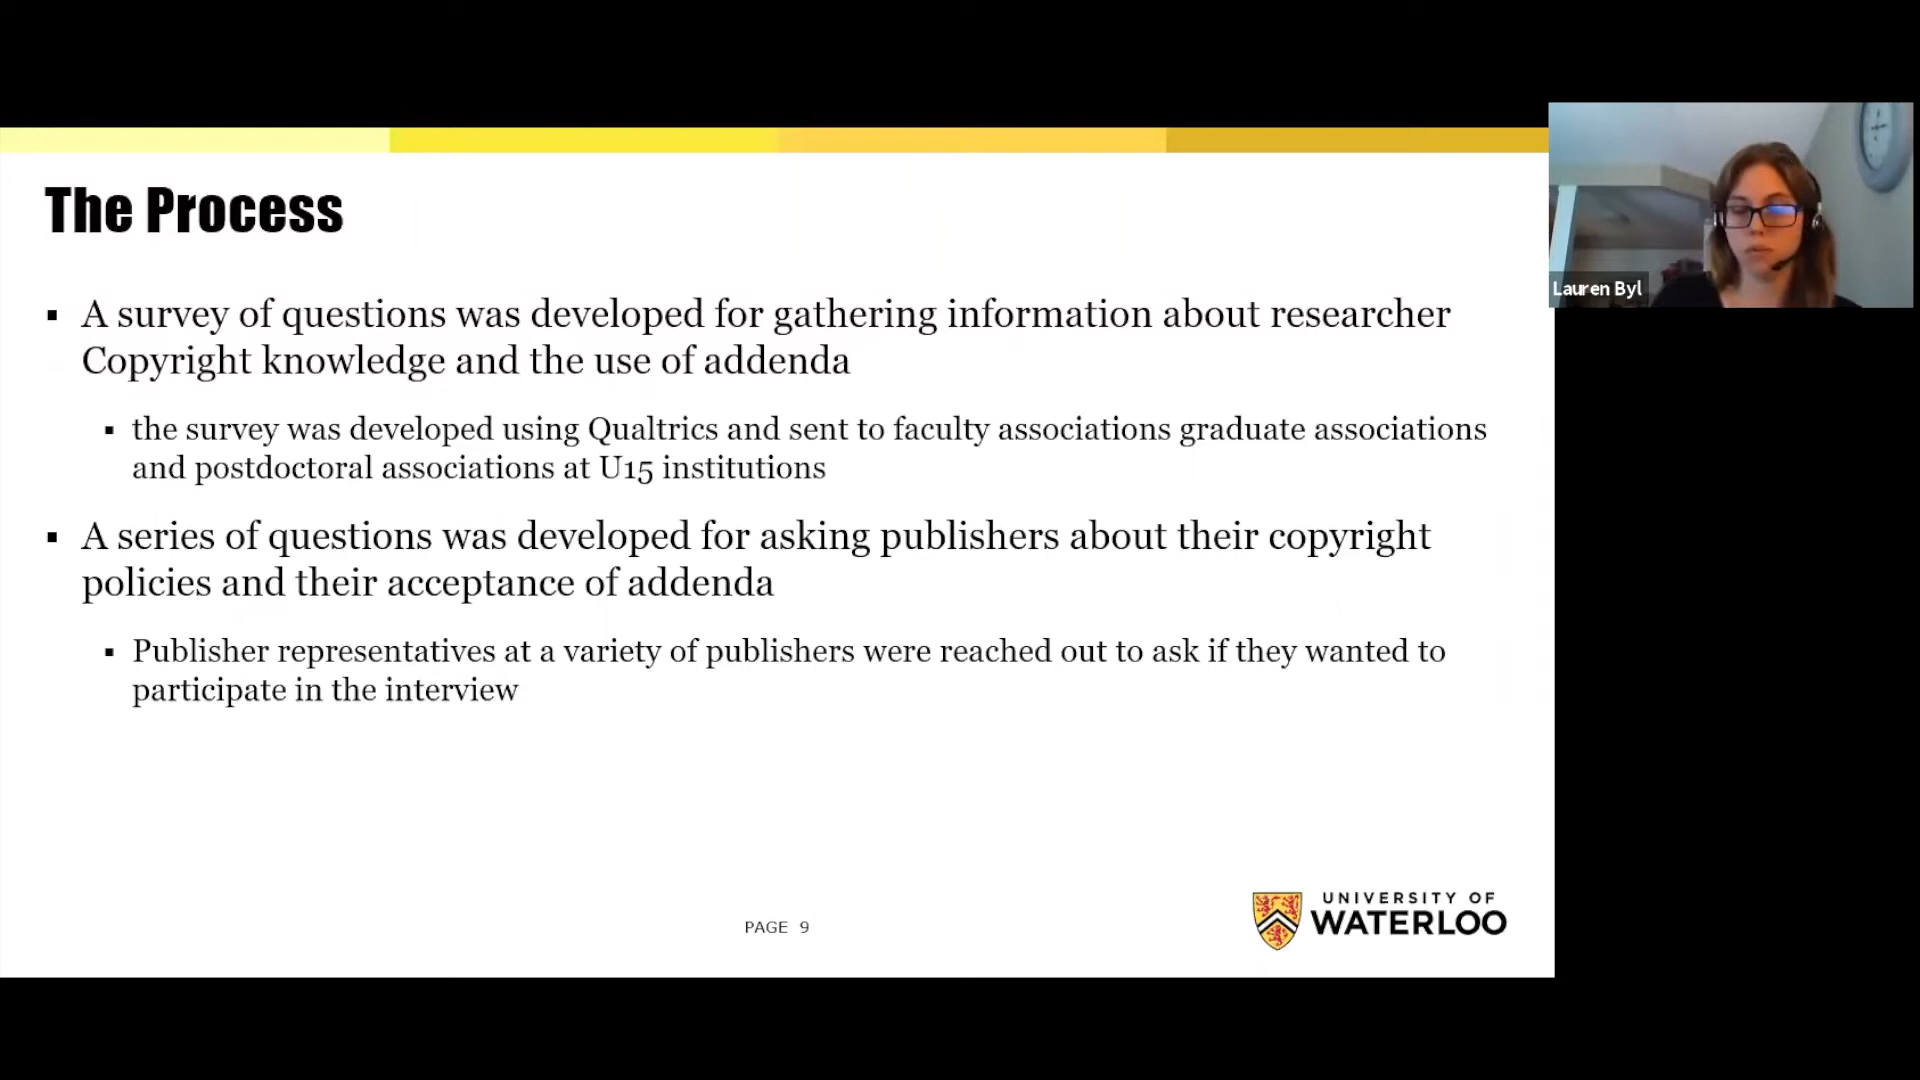 The Process
▪ A survey of questions was developed for gathering information about researcher
Copyright knowledge and the use of addenda
▪ the survey was developed using Qualtrics and sent to faculty associations graduate associations
and postdoctoral associations at U15 institutions
▪ A series of questions was developed for asking publishers about their copyright
policies and their acceptance of addenda
▪ Publisher representatives at a variety of publishers were reached out to ask if they wanted to
participate in the interview
PAGE 9
UNIVERSITY OF
WATERLOO
Lauren Byl